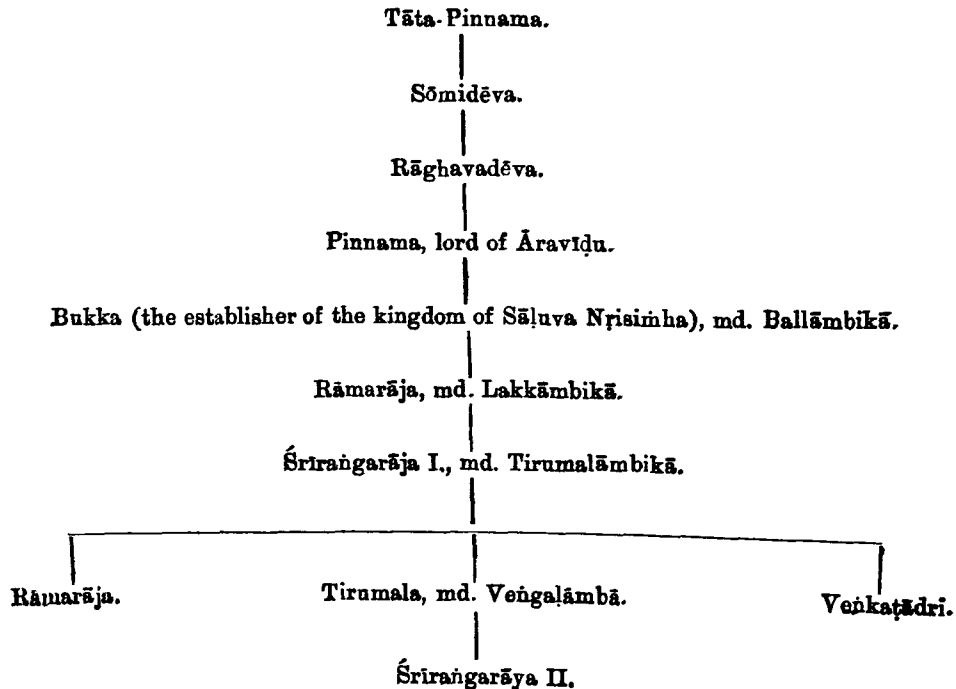 Tāta-Pinnama.
Sōmidēva.
Rāghavadēva.
Pinnama, lord of Āravīḍu.
Bukka (the establisher of the kingdom of Sāḷuva Nṛisiṁha), md. Ballāmbikā.
Rāmarāja, md. Lakkāmbikā.
Śrīraṅgarāja I., md. Tirumalāmbikā.
Rāmarāja. Tirumala, md. Veṅgaḷāmbā. Veṅkaṭādri.
Śrīraṅgarāya II.